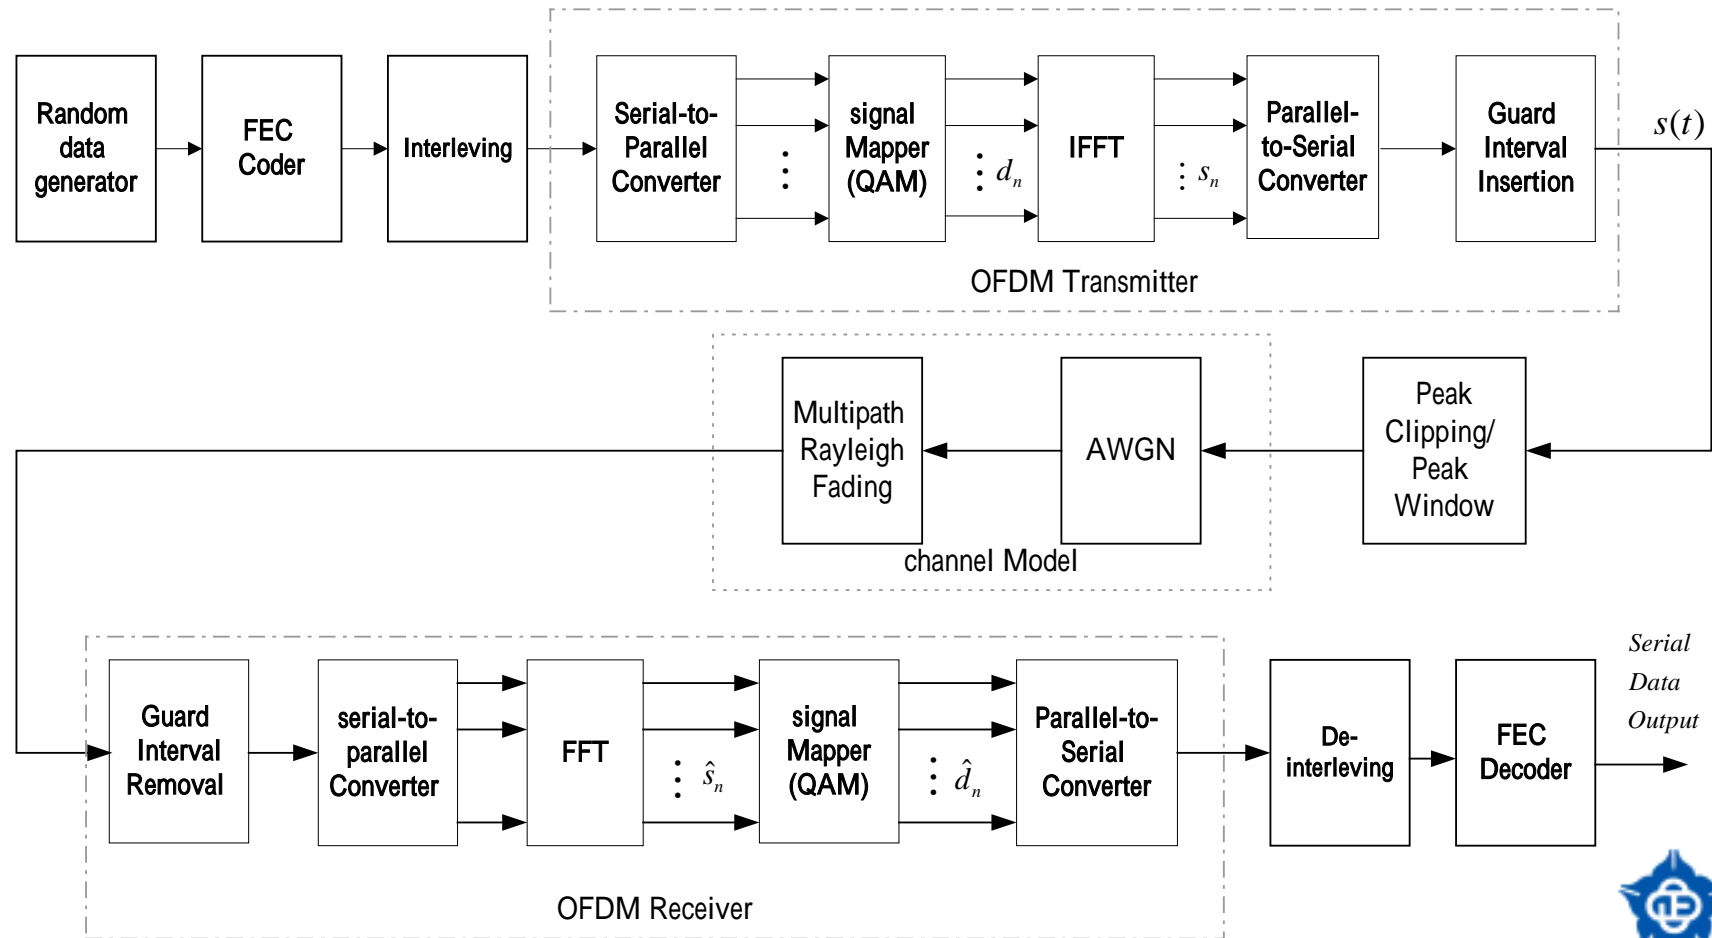 Random
data
generator
FEC
Coder
Interleving
Serial-to-
Parallel
Converter
signal
Mapper
(QAM)
d_n
IFFT
s_n
Parallel-
to-Serial
Converter
Guard
Interval
Insertion
s(t)
OFDM Transmitter
Multipath
Rayleigh
Fading
AWGN
Peak
Clipping/
Peak
Window
channel Model
Guard
Interval
Removal
serial-to-
parallel
Converter
FFT
ŝ_n
signal
Mapper
(QAM)
d̂_n
Parallel-to-
Serial
Converter
De-
interleving
FEC
Decoder
Serial
Data
Output
OFDM Receiver